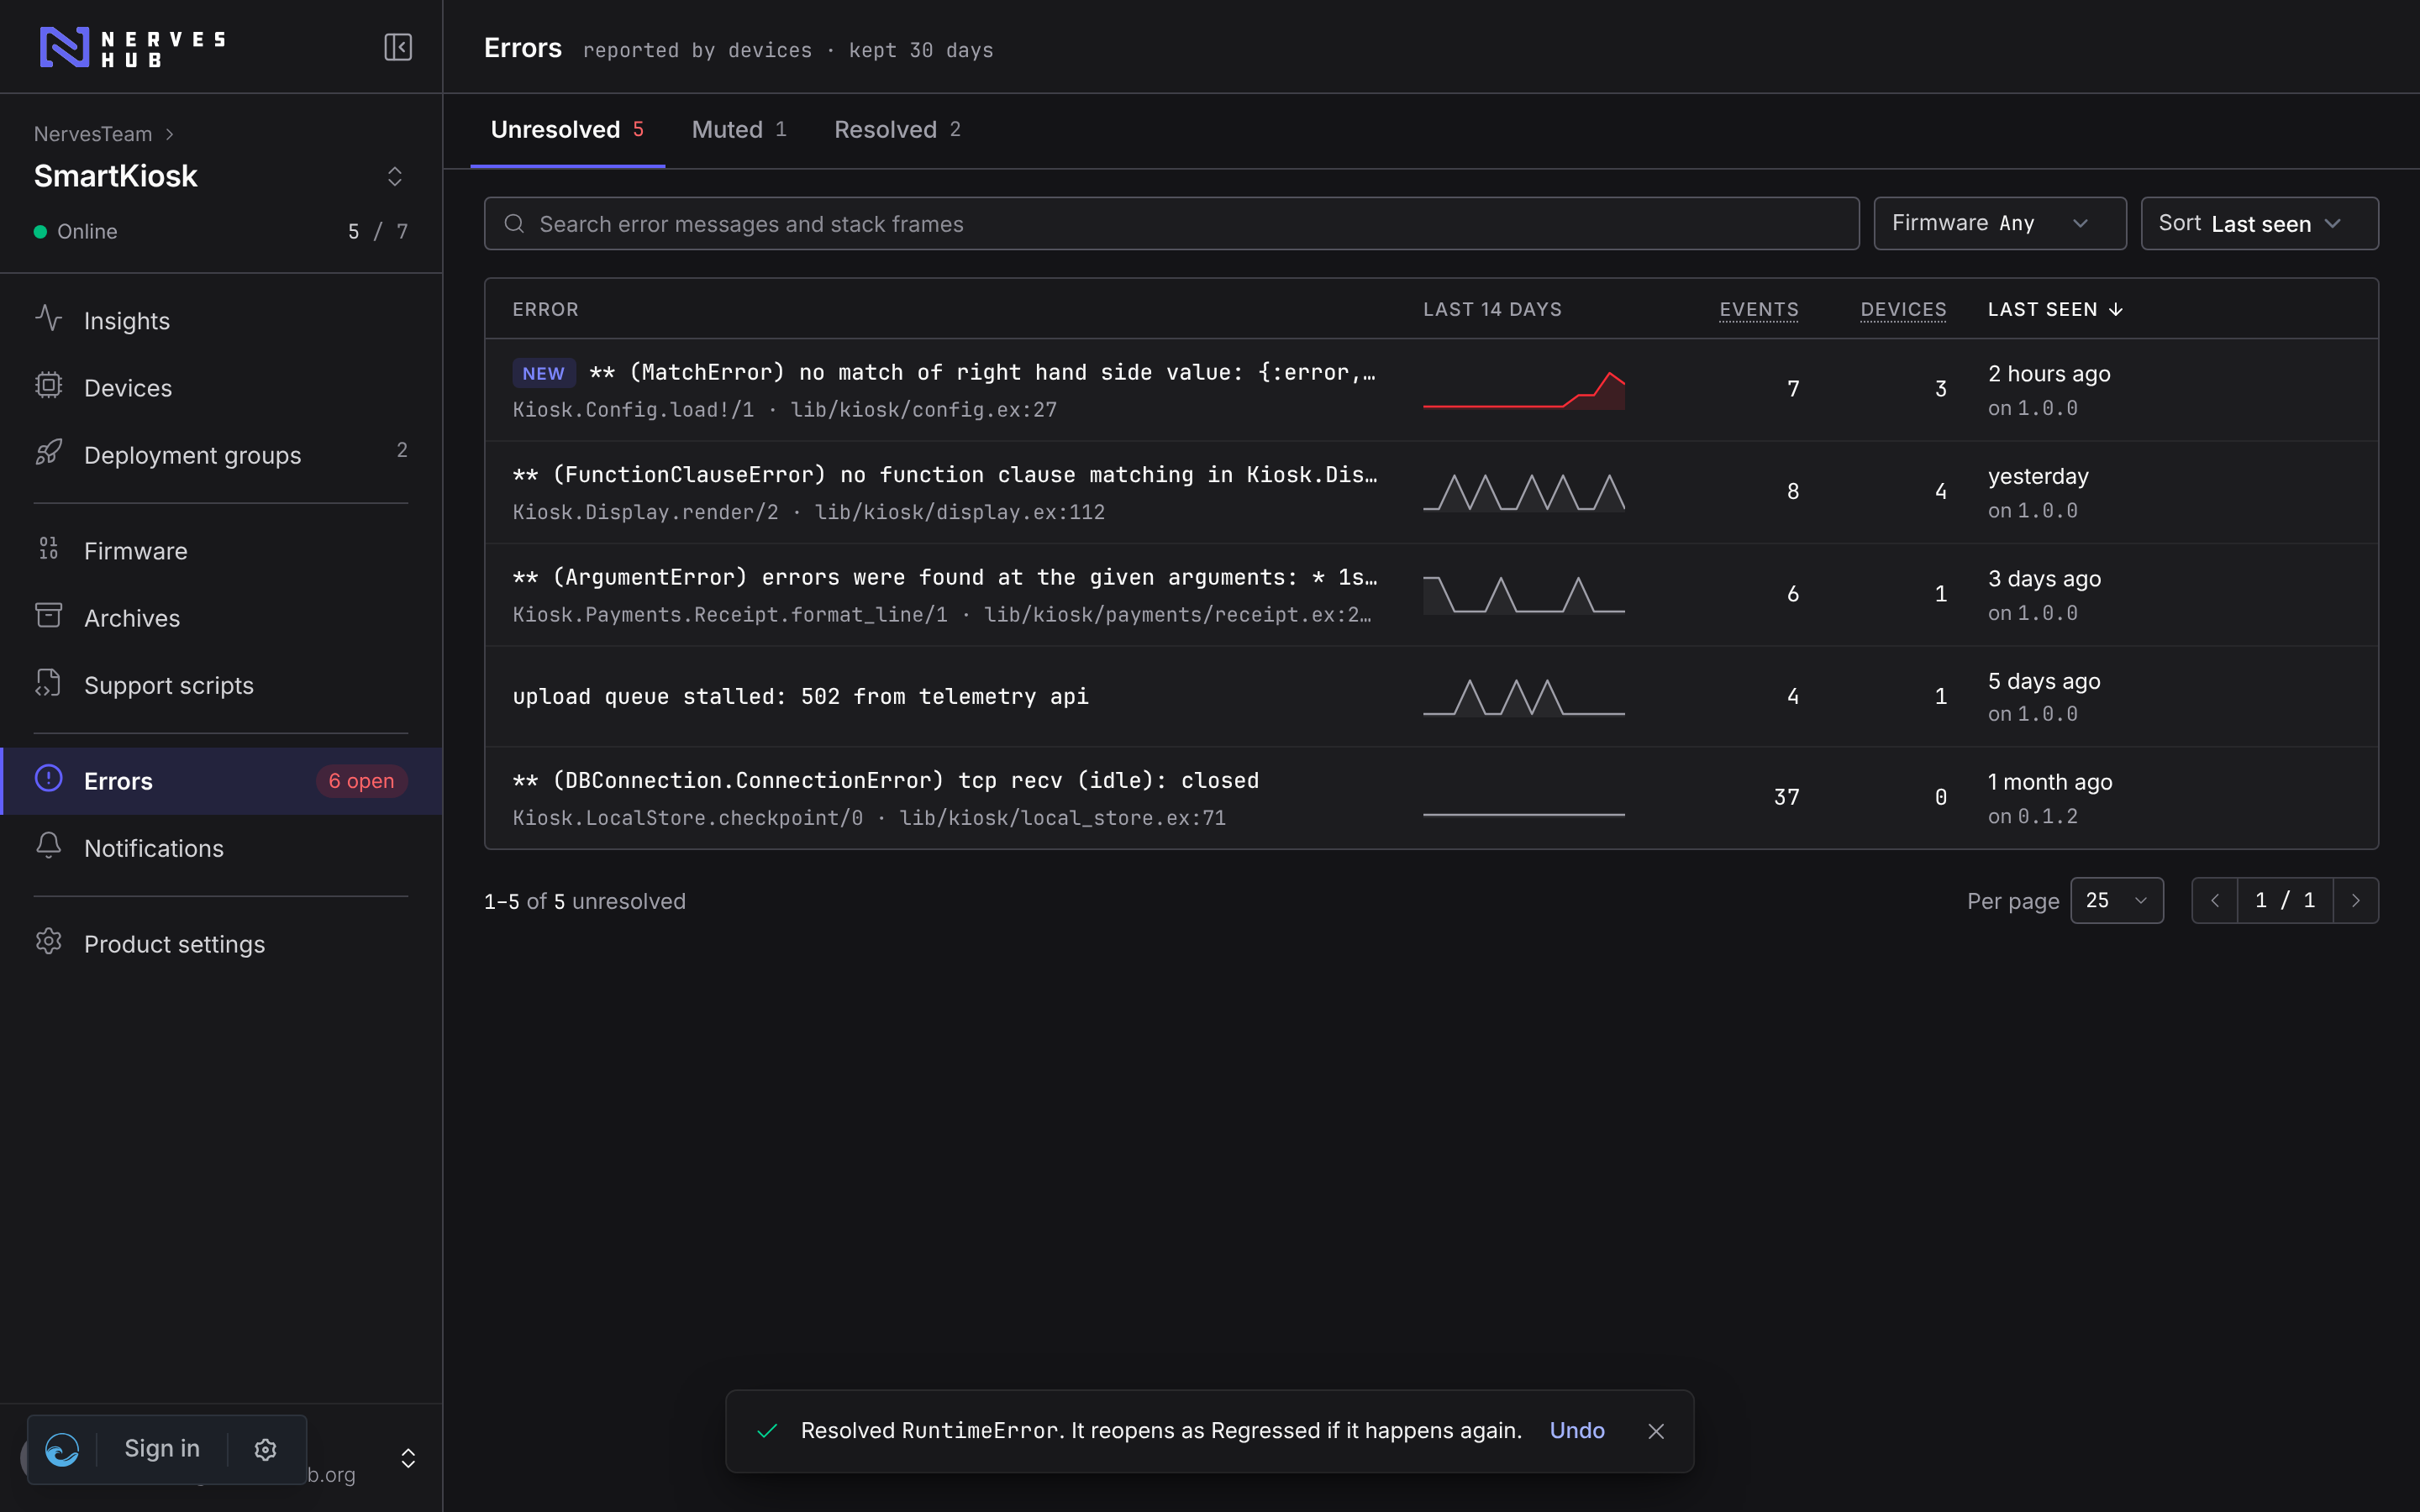 NERVES
HUB
NervesTeam
SmartKiosk
Online 5 / 7
Insights
Devices
Deployment groups 2
Firmware
Archives
Support scripts
Errors 6 open
Notifications
Product settings
Sign in
b.org
Errors reported by devices · kept 30 days
Unresolved 5 Muted 1 Resolved 2
Search error messages and stack frames
Firmware Any
Sort Last seen
ERROR LAST 14 DAYS EVENTS DEVICES LAST SEEN
NEW ** (MatchError) no match of right hand side value: {:error,… 7 3 2 hours ago
Kiosk.Config.load!/1 · lib/kiosk/config.ex:27 on 1.0.0
** (FunctionClauseError) no function clause matching in Kiosk.Dis… 8 4 yesterday
Kiosk.Display.render/2 · lib/kiosk/display.ex:112 on 1.0.0
** (ArgumentError) errors were found at the given arguments: * 1s… 6 1 3 days ago
Kiosk.Payments.Receipt.format_line/1 · lib/kiosk/payments/receipt.ex:2… on 1.0.0
upload queue stalled: 502 from telemetry api 4 1 5 days ago
on 1.0.0
** (DBConnection.ConnectionError) tcp recv (idle): closed 37 0 1 month ago
Kiosk.LocalStore.checkpoint/0 · lib/kiosk/local_store.ex:71 on 0.1.2
1–5 of 5 unresolved Per page 25 1 / 1
Resolved RuntimeError. It reopens as Regressed if it happens again. Undo